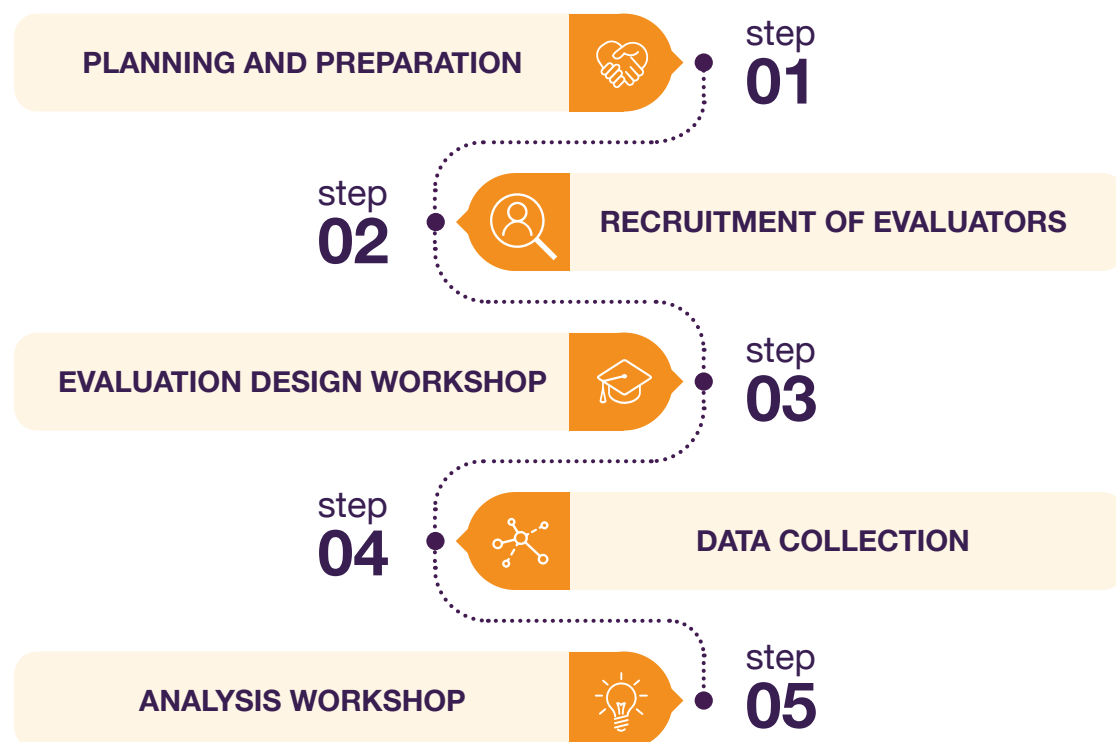 PLANNING AND PREPARATION
step
01
step
02
RECRUITMENT OF EVALUATORS
EVALUATION DESIGN WORKSHOP
step
03
step
04
DATA COLLECTION
ANALYSIS WORKSHOP
step
05